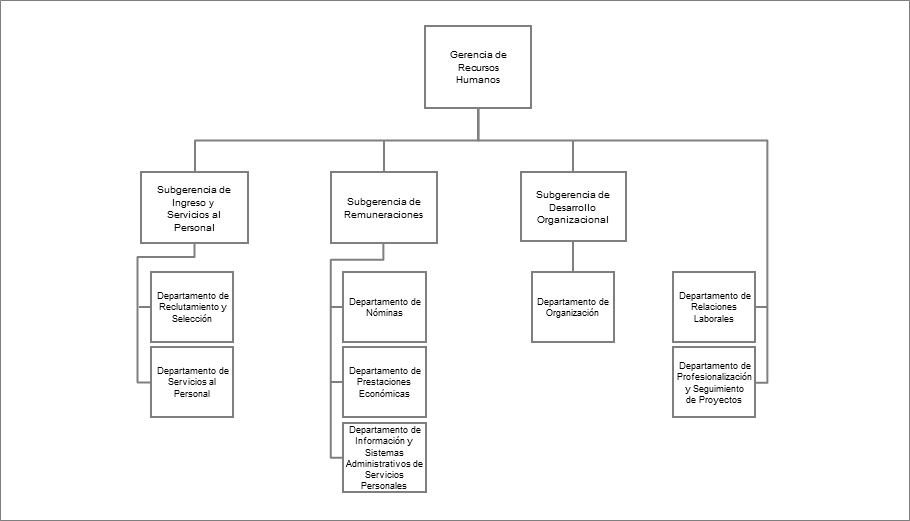 Gerencia de
Recursos
Humanos
Subgerencia de
Ingreso y
Servicios al
Personal
Subgerencia de
Remuneraciones
Subgerencia de
Desarrollo
Organizacional
Departamento de
Reclutamiento y
Selección
Departamento de
Nóminas
Departamento de
Organización
Departamento de
Relaciones
Laborales
Departamento de
Servicios al
Personal
Departamento de
Prestaciones
Económicas
Departamento de
Profesionalización
y Seguimiento
de Proyectos
Departamento de
Información y
Sistemas
Administrativos de
Servicios
Personales